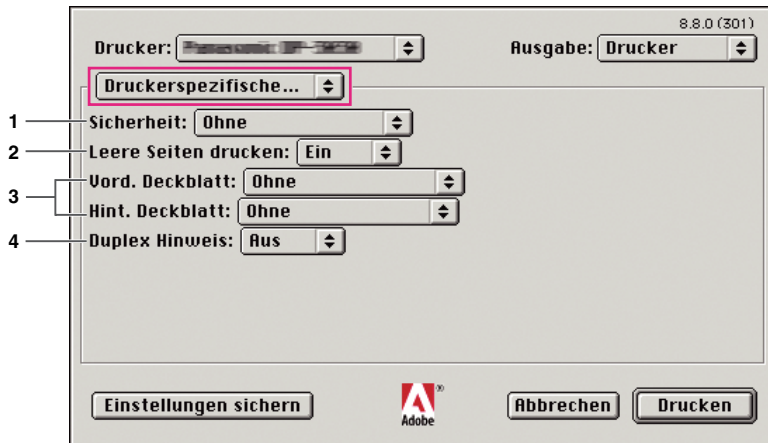 8.8.0 (301)
Drucker: Ausgabe: Drucker
Druckerspezifische...
1 Sicherheit: Ohne
2 Leere Seiten drucken: Ein
3
Vord. Deckblatt: Ohne
Hint. Deckblatt: Ohne
4 Duplex Hinweis: Aus
Einstellungen sichern Adobe® Abbrechen Drucken